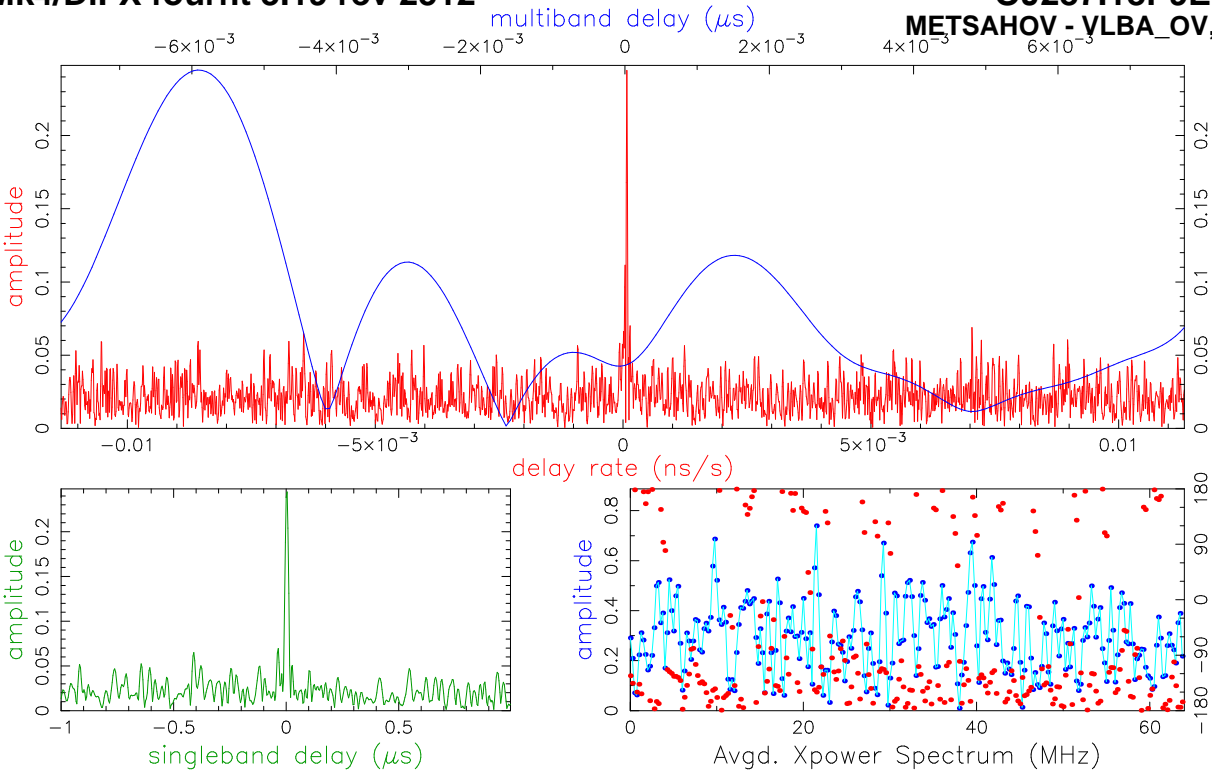 multiband delay (μs)
METSAHOV - VLBA_OV,
−6×10⁻³ −4×10⁻³ −2×10⁻³ 0 2×10⁻³ 4×10⁻³ 6×10⁻³
amplitude
0 0.05 0.1 0.15 0.2
0 0.05 0.1 0.15 0.2
−0.01 −5×10⁻³ 0 5×10⁻³ 0.01
delay rate (ns/s)
amplitude
0 0.05 0.1 0.15 0.2
−1 −0.5 0 0.5
singleband delay (μs)
amplitude
0 0.2 0.4 0.6 0.8
−180 −90 0 90 180
0 20 40 60
Avgd. Xpower Spectrum (MHz)